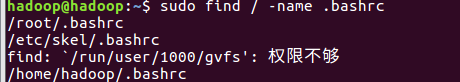 hadoop@hadoop:~$ sudo find / -name .bashrc
/root/.bashrc
/etc/skel/.bashrc
find: `/run/user/1000/gvfs': 权限不够
/home/hadoop/.bashrc